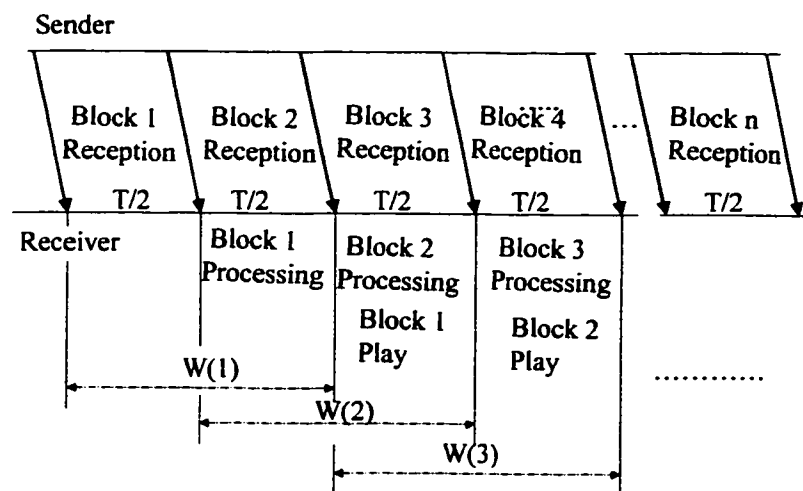 Sender
Block 1
Reception
Block 2
Reception
Block 3
Reception
Block 4
Reception
...
Block n
Reception
T/2
T/2
T/2
T/2
T/2
Receiver
Block 1
Processing
Block 2
Processing
Block 3
Processing
Block 1
Play
Block 2
Play
W(1)
............
W(2)
W(3)